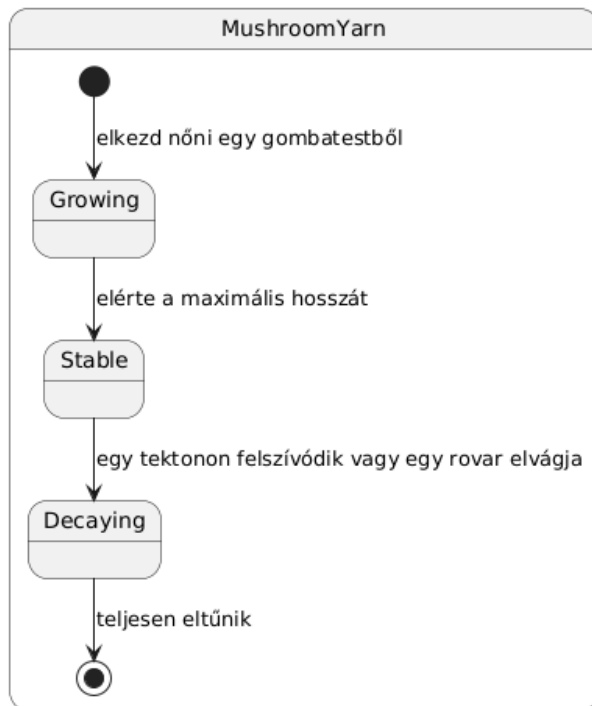 MushroomYarn
elkezd nőni egy gombatestből
Growing
elérte a maximális hosszát
Stable
egy tektonon felszívódik vagy egy rovar elvágja
Decaying
teljesen eltűnik